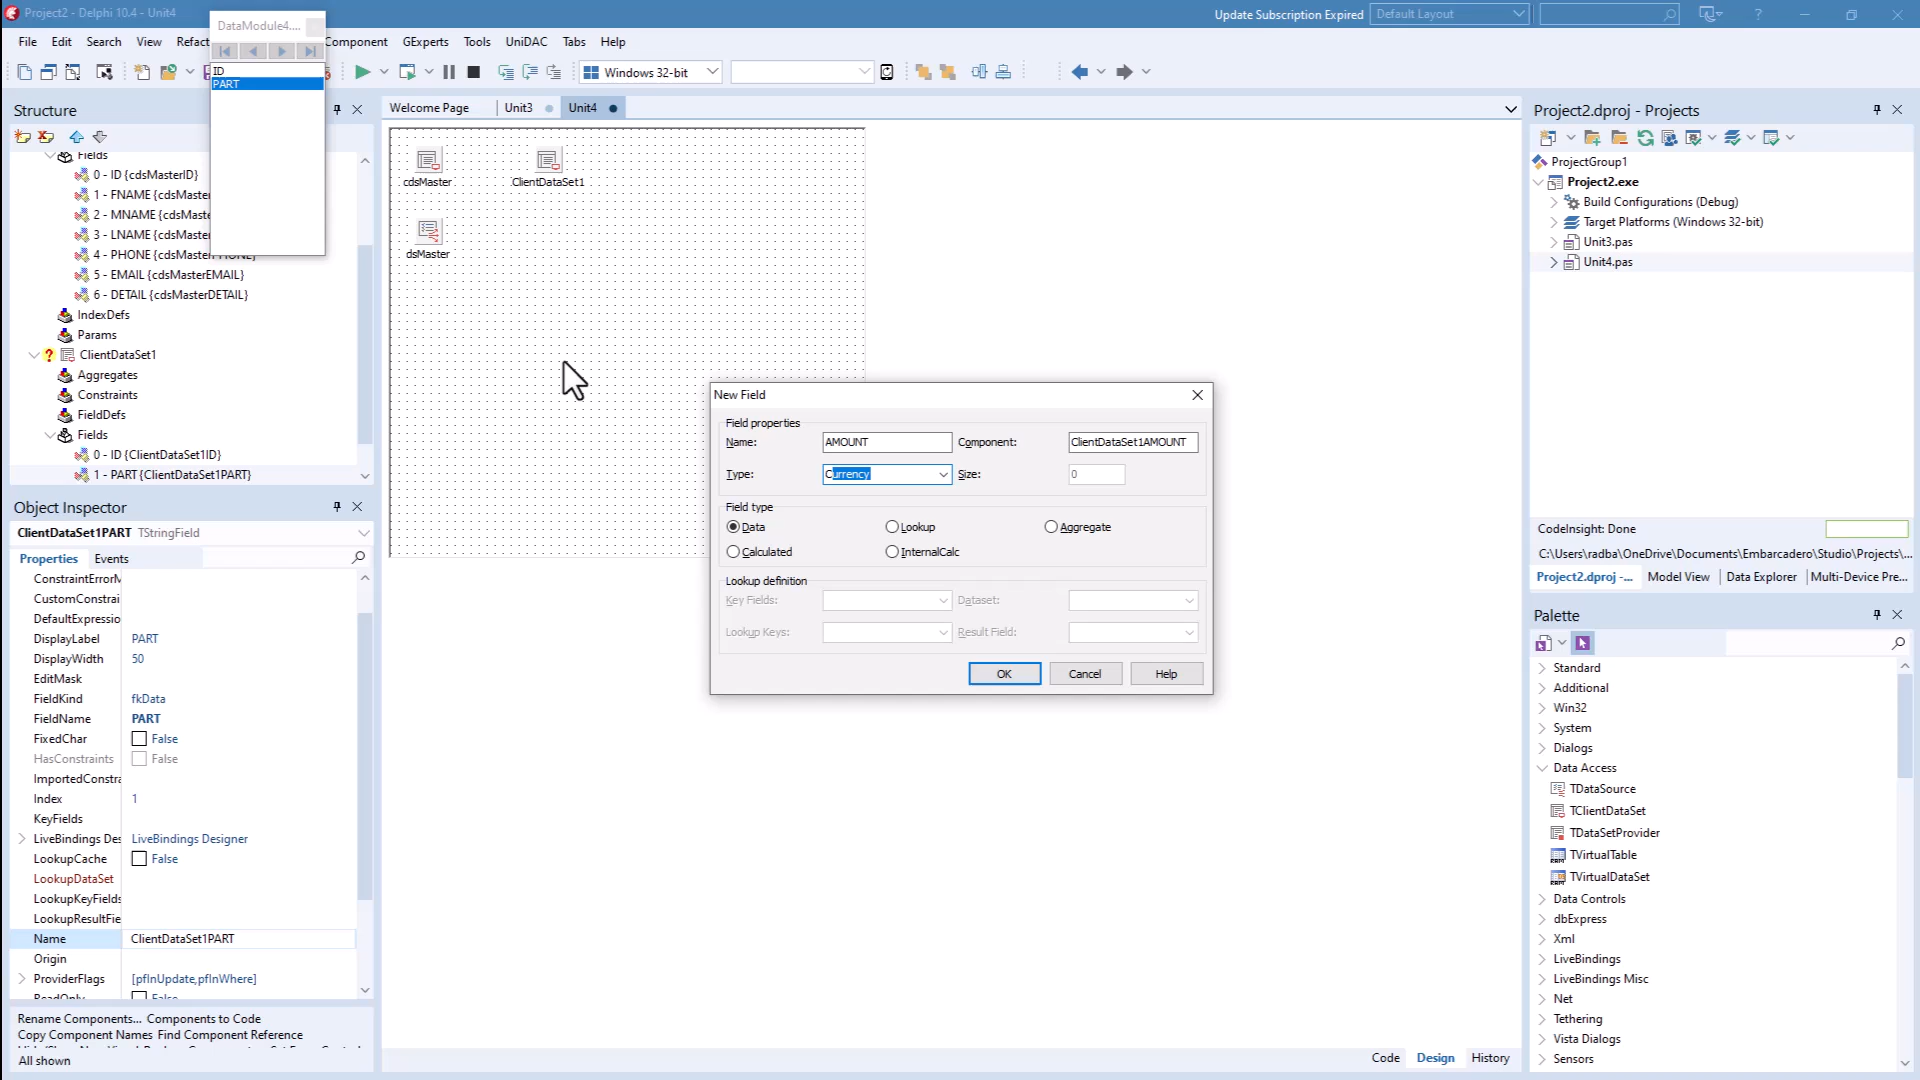 Project2 - Delphi 10.4 - Unit4
Update Subscription Expired
Default Layout
File Edit Search View Refact
Component GExperts Tools UniDAC Tabs Help
DataModule4....
ID
PART
Windows 32-bit
Structure
Fields
0 - ID {cdsMasterID}
1 - FNAME {cdsMaster
2 - MNAME {cdsMaste
3 - LNAME {cdsMaster
4 - PHONE {cdsMasterPHONE}
5 - EMAIL {cdsMasterEMAIL}
6 - DETAIL {cdsMasterDETAIL}
IndexDefs
Params
ClientDataSet1
Aggregates
Constraints
FieldDefs
Fields
0 - ID {ClientDataSet1ID}
1 - PART {ClientDataSet1PART}
Object Inspector
ClientDataSet1PART TStringField
Properties Events
ConstraintErrorM
CustomConstrai
DefaultExpressio
DisplayLabel PART
DisplayWidth 50
EditMask
FieldKind fkData
FieldName PART
FixedChar False
HasConstraints False
ImportedConstra
Index 1
KeyFields
LiveBindings Des LiveBindings Designer
LookupCache False
LookupDataSet
LookupKeyFields
LookupResultFie
Name ClientDataSet1PART
Origin
ProviderFlags [pfInUpdate,pfInWhere]
ReadOnly False
Rename Components... Components to Code
Copy Component Names Find Component Reference
All shown
Welcome Page Unit3 Unit4
cdsMaster ClientDataSet1
dsMaster
New Field
Field properties
Name: AMOUNT Component: ClientDataSet1AMOUNT
Type: Currency Size: 0
Field type
Data Lookup Aggregate
Calculated InternalCalc
Lookup definition
Key Fields: Dataset:
Lookup Keys: Result Field:
OK Cancel Help
Code Design History
Project2.dproj - Projects
ProjectGroup1
Project2.exe
Build Configurations (Debug)
Target Platforms (Windows 32-bit)
Unit3.pas
Unit4.pas
CodeInsight: Done
C:\Users\radba\OneDrive\Documents\Embarcadero\Studio\Projects\...
Project2.dproj -... Model View Data Explorer Multi-Device Pre...
Palette
Standard
Additional
Win32
System
Dialogs
Data Access
TDataSource
TClientDataSet
TDataSetProvider
TVirtualTable
TVirtualDataSet
Data Controls
dbExpress
Xml
LiveBindings
LiveBindings Misc
Net
Tethering
Vista Dialogs
Sensors